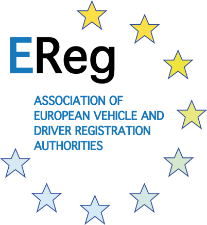 EReg
ASSOCIATION OF
EUROPEAN VEHICLE AND
DRIVER REGISTRATION
AUTHORITIES